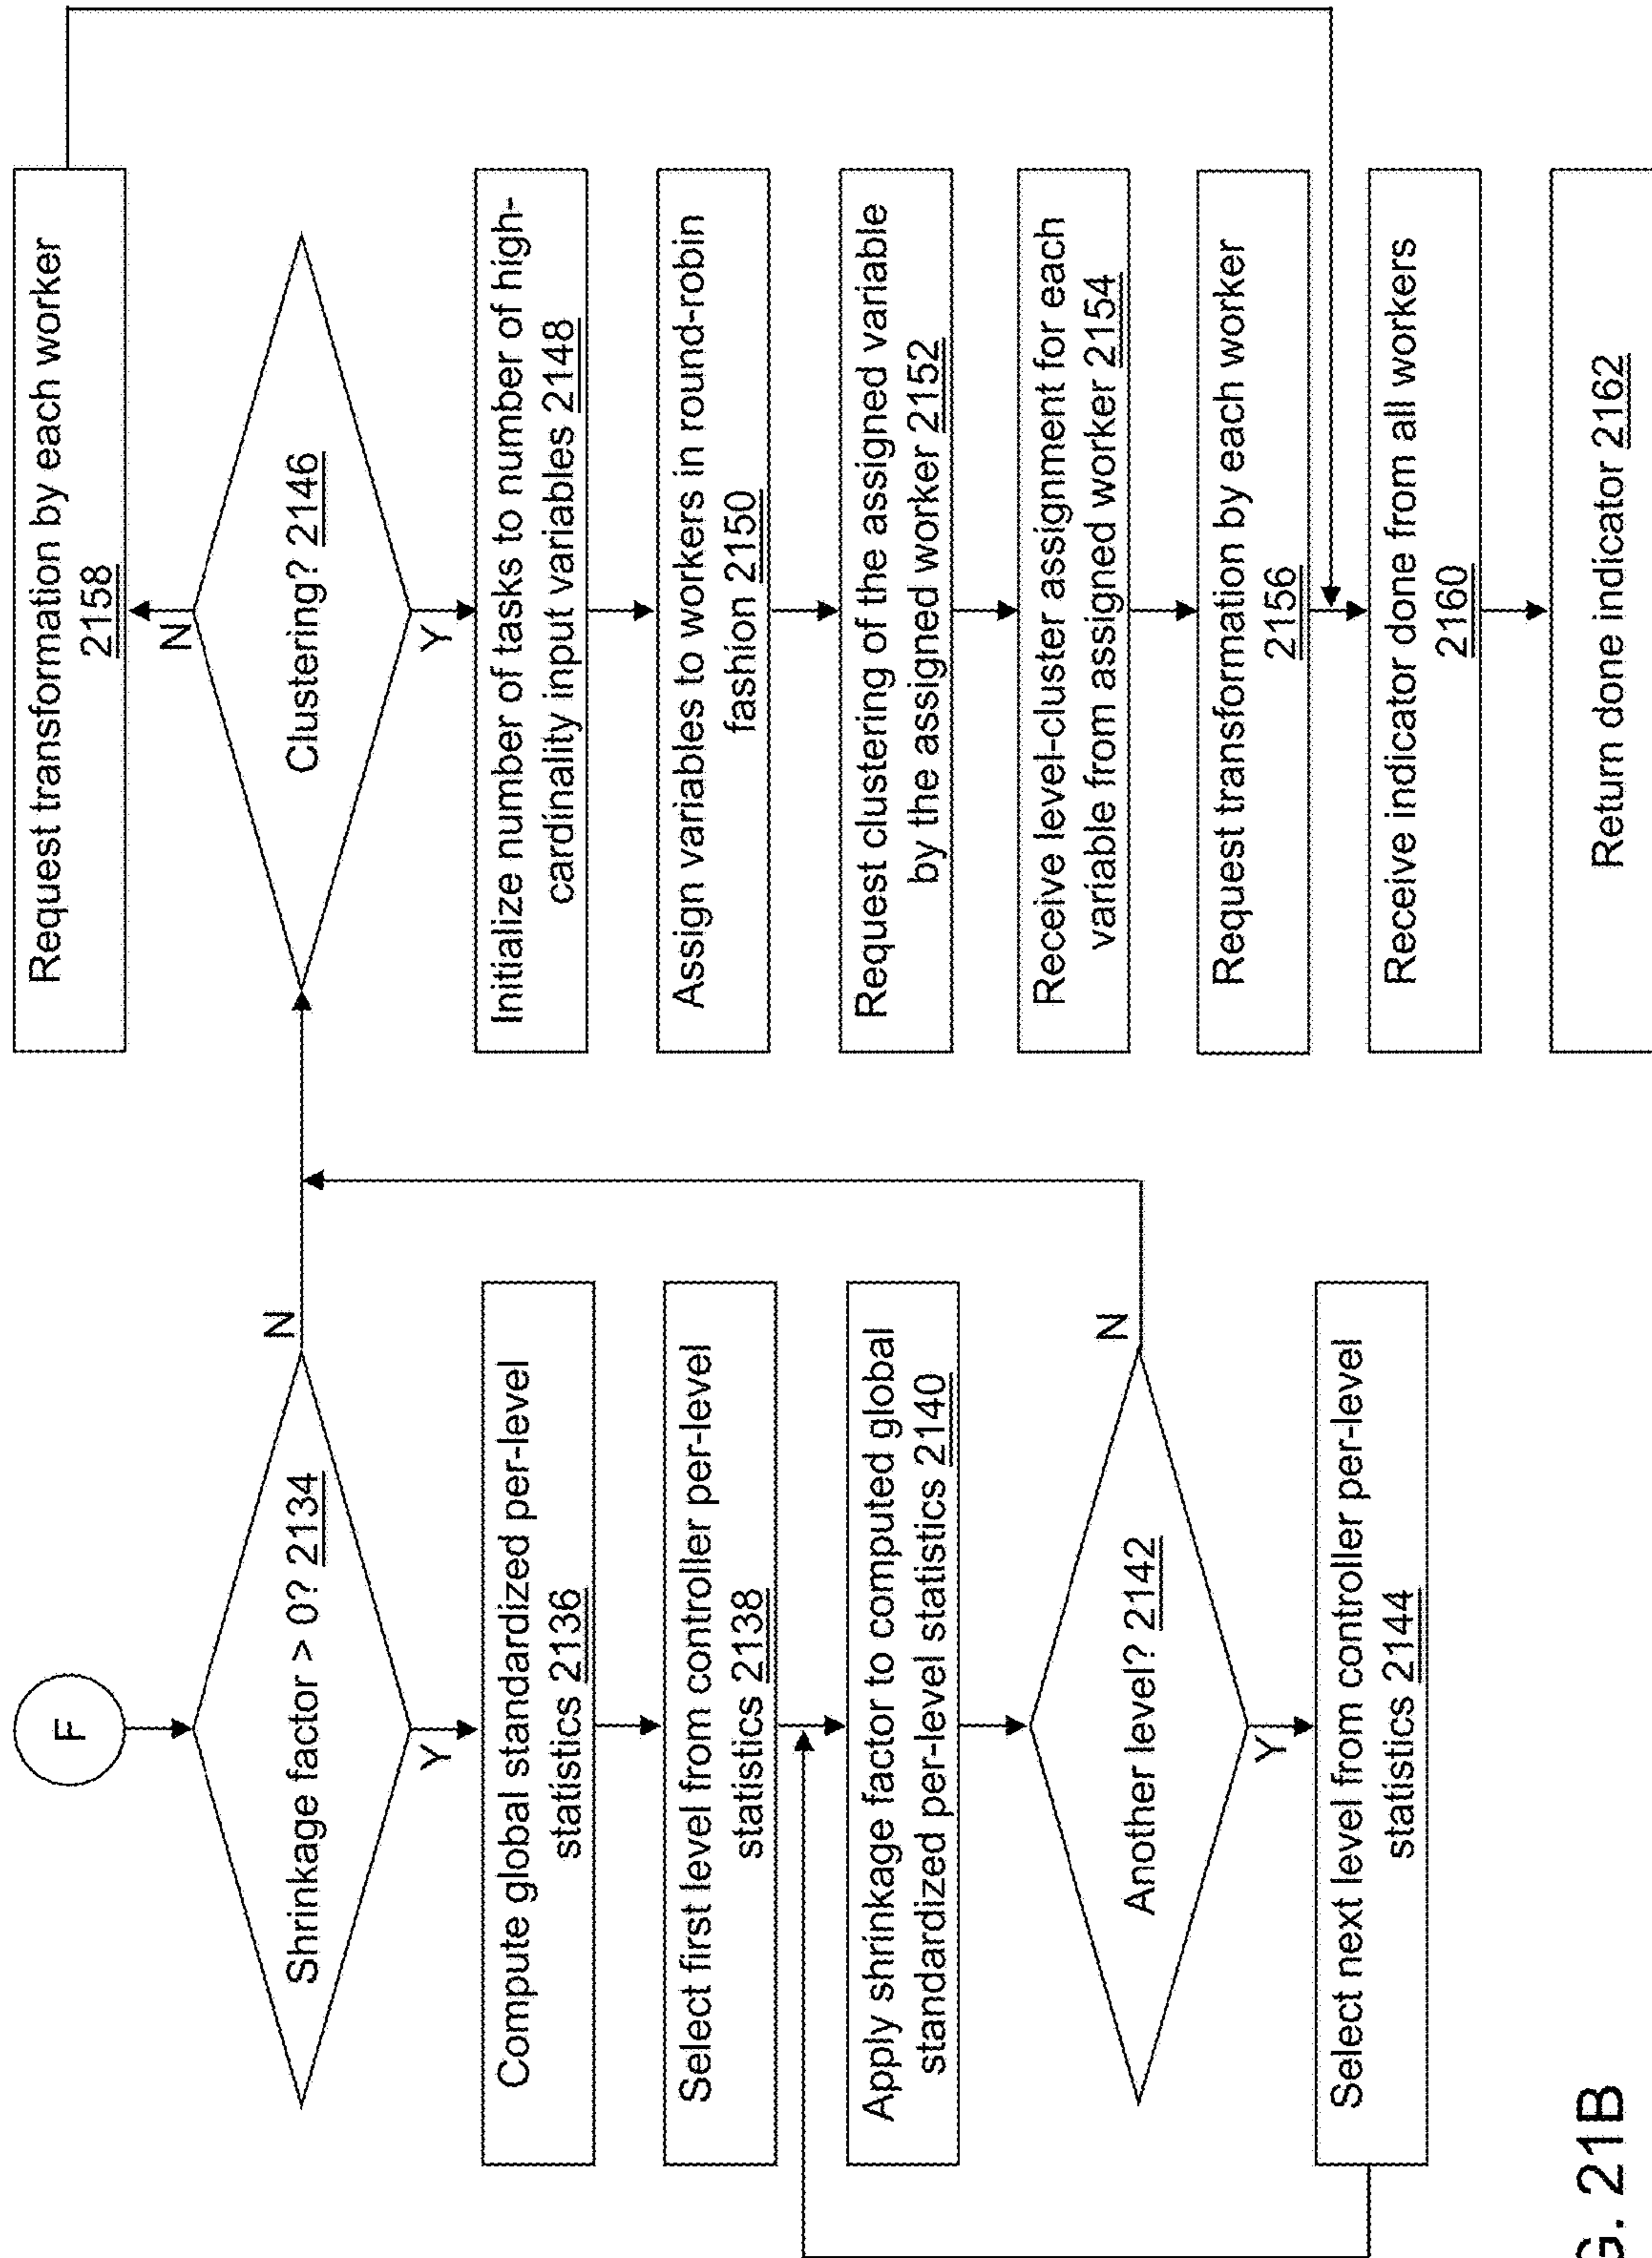 F
Shrinkage factor > 0? 2134
N
Y
Compute global standardized per-level
statistics 2136
Select first level from controller per-level
statistics 2138
Apply shrinkage factor to computed global
standardized per-level statistics 2140
Another level? 2142
N
Y
Select next level from controller per-level
statistics 2144
Request transformation by each worker
2158
N
Clustering? 2146
Y
Initialize number of tasks to number of high-
cardinality input variables 2148
Assign variables to workers in round-robin
fashion 2150
Request clustering of the assigned variable
by the assigned worker 2152
Receive level-cluster assignment for each
variable from assigned worker 2154
Request transformation by each worker
2156
Receive indicator done from all workers
2160
Return done indicator 2162
G. 21B